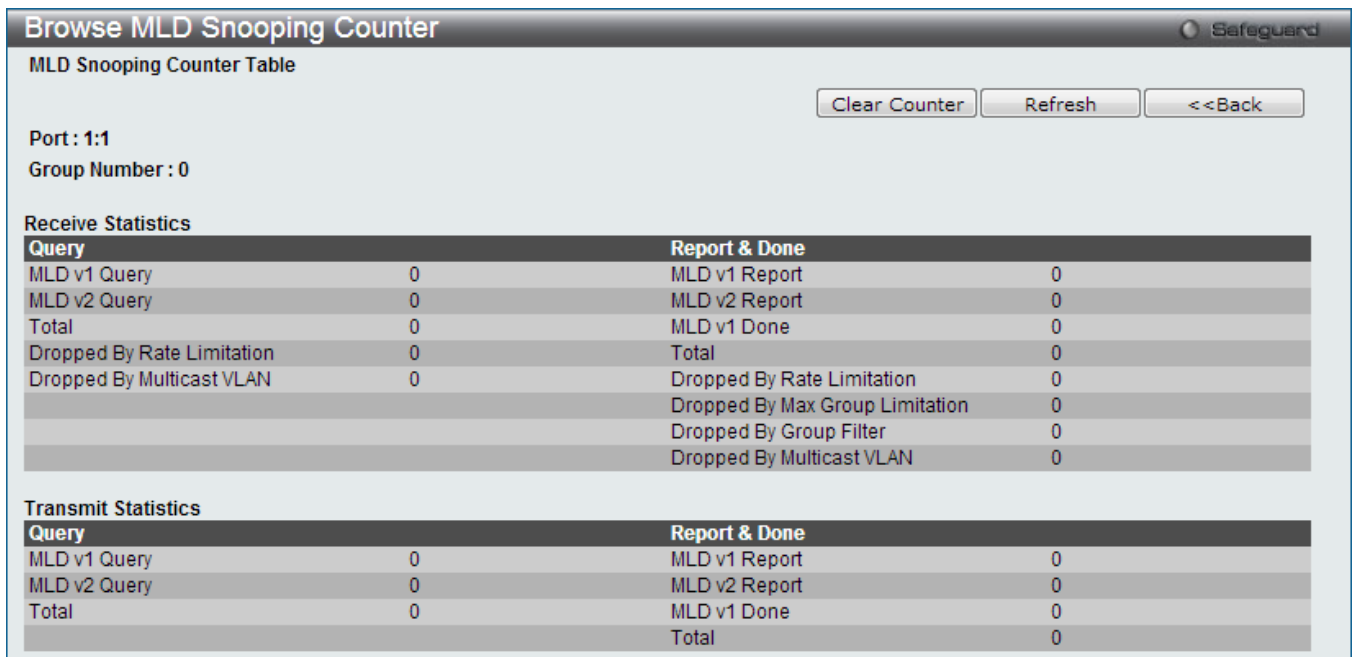 Browse MLD Snooping Counter
Safeguard
MLD Snooping Counter Table
Clear Counter Refresh <<Back
Port : 1:1
Group Number : 0
Receive Statistics
Query Report & Done
MLD v1 Query 0 MLD v1 Report 0
MLD v2 Query 0 MLD v2 Report 0
Total 0 MLD v1 Done 0
Dropped By Rate Limitation 0 Total 0
Dropped By Multicast VLAN 0 Dropped By Rate Limitation 0
Dropped By Max Group Limitation 0
Dropped By Group Filter 0
Dropped By Multicast VLAN 0
Transmit Statistics
Query Report & Done
MLD v1 Query 0 MLD v1 Report 0
MLD v2 Query 0 MLD v2 Report 0
Total 0 MLD v1 Done 0
Total 0